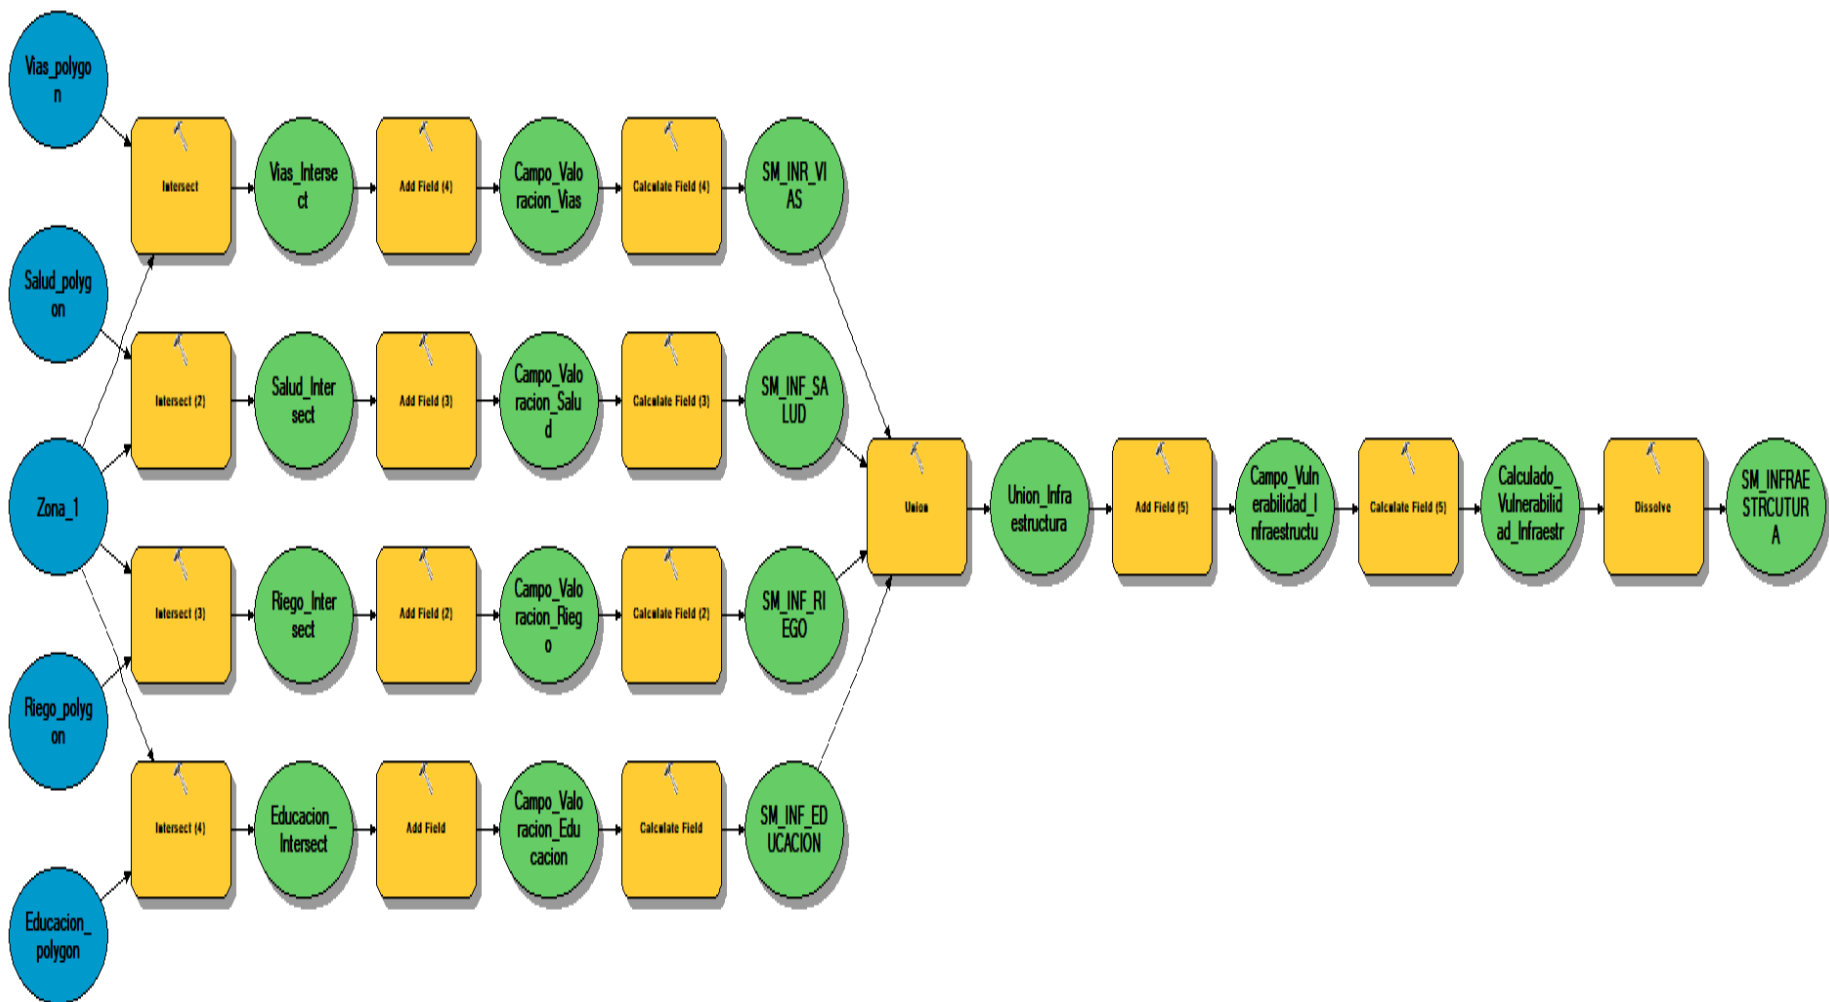 Vias_polygo
n
Intersect
Vias_Interse
ct
Add Field (4)
Campo_Valo
racion_Vias
Calculate Field (4)
SM_INR_VI
AS
Salud_polyg
on
Intersect (2)
Salud_Inter
sect
Add Field (3)
Campo_Valo
racion_Salu
d
Calculate Field (3)
SM_INF_SA
LUD
Zona_1
Union
Union_Infra
estructura
Add Field (5)
Campo_Vuln
erabilidad_I
nfraestructu
Calculate Field (5)
Calculado_
Vulnerabilid
ad_Infraestr
Dissolve
SM_INFRAE
STRCUTUR
A
Intersect (3)
Riego_Inter
sect
Add Field (2)
Campo_Valo
racion_Rieg
o
Calculate Field (2)
SM_INF_RI
EGO
Riego_polyg
on
Intersect (4)
Educacion_
Intersect
Add Field
Campo_Valo
racion_Edu
cacion
Calculate Field
SM_INF_ED
UCACION
Educacion_
polygon